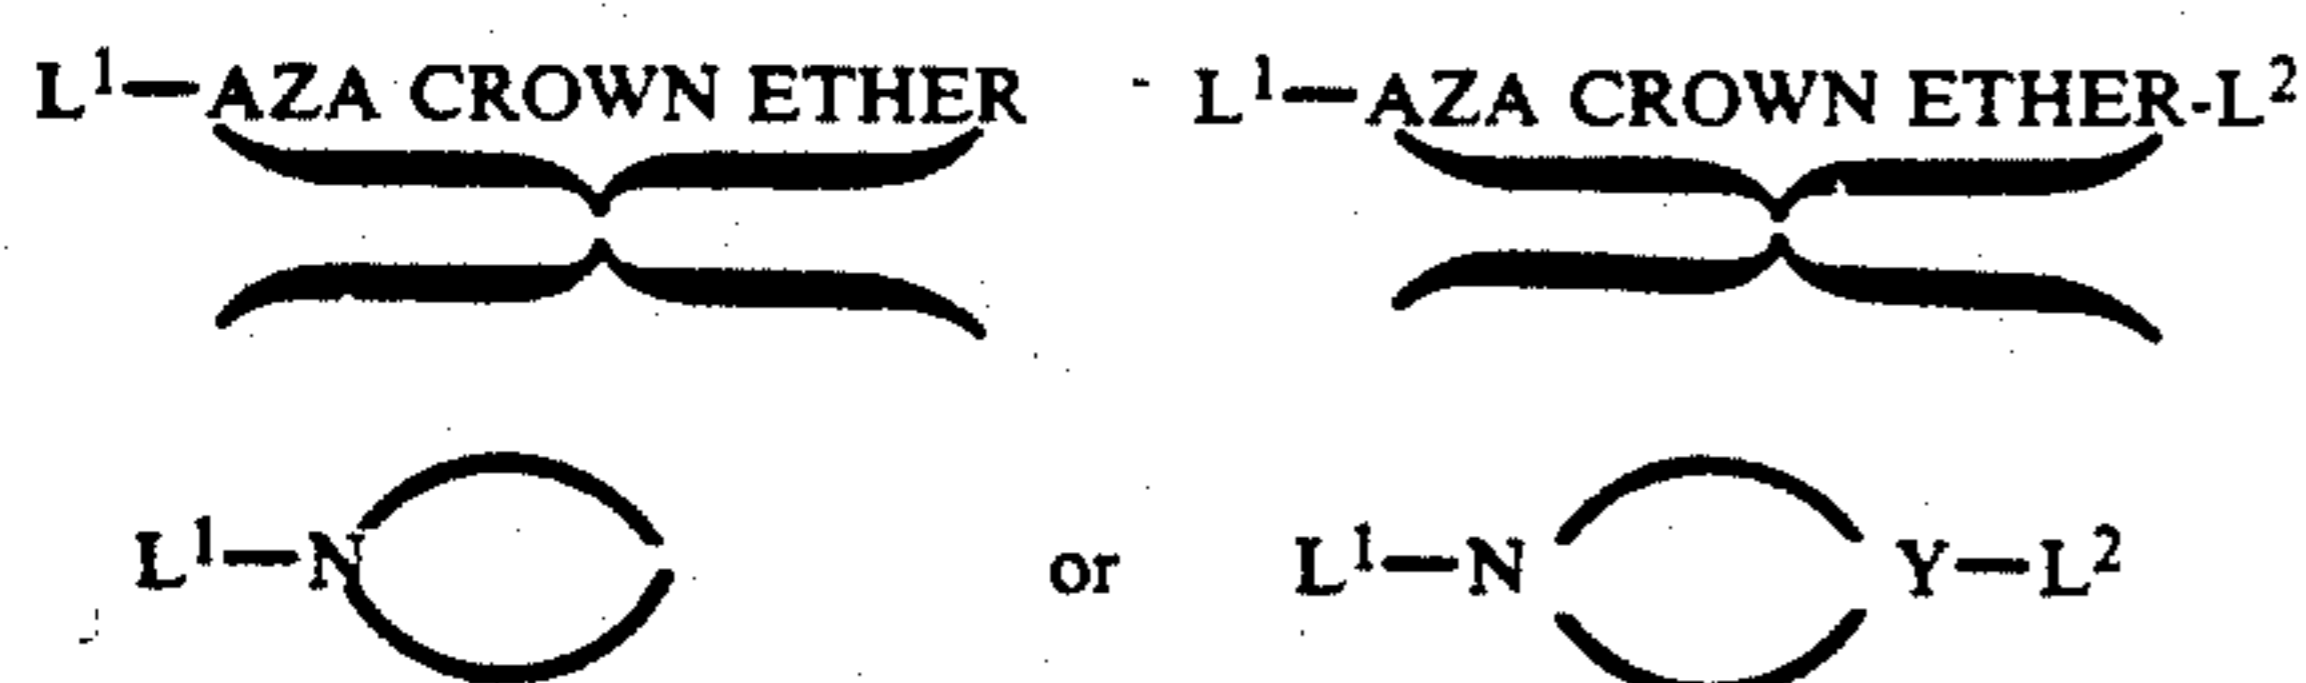 L¹—AZA CROWN ETHER - L¹—AZA CROWN ETHER-L²
L¹—N or L¹—N Y—L²